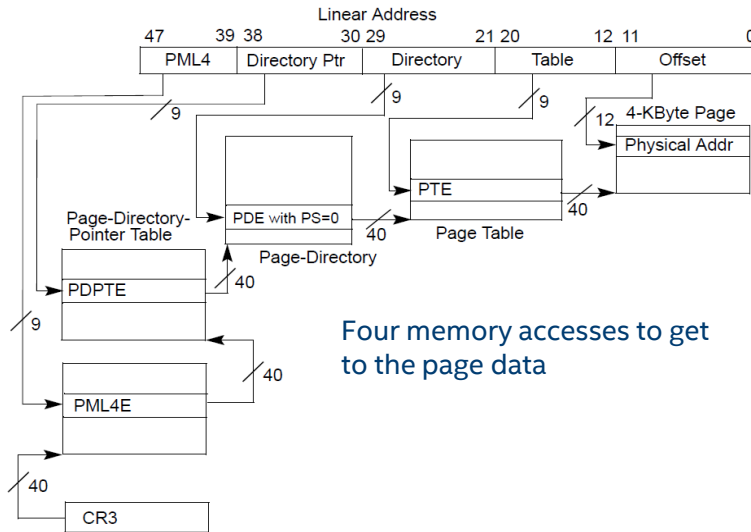 Linear Address
47 39 38 30 29 21 20 12 11 0
PML4 Directory Ptr Directory Table Offset
9 9 9
12 4-KByte Page
Physical Addr
PTE
40
Page-Directory-
Pointer Table
PDE with PS=0
40
Page Table
Page-Directory
40
PDPTE
9
Four memory accesses to get
to the page data
40
PML4E
40
CR3